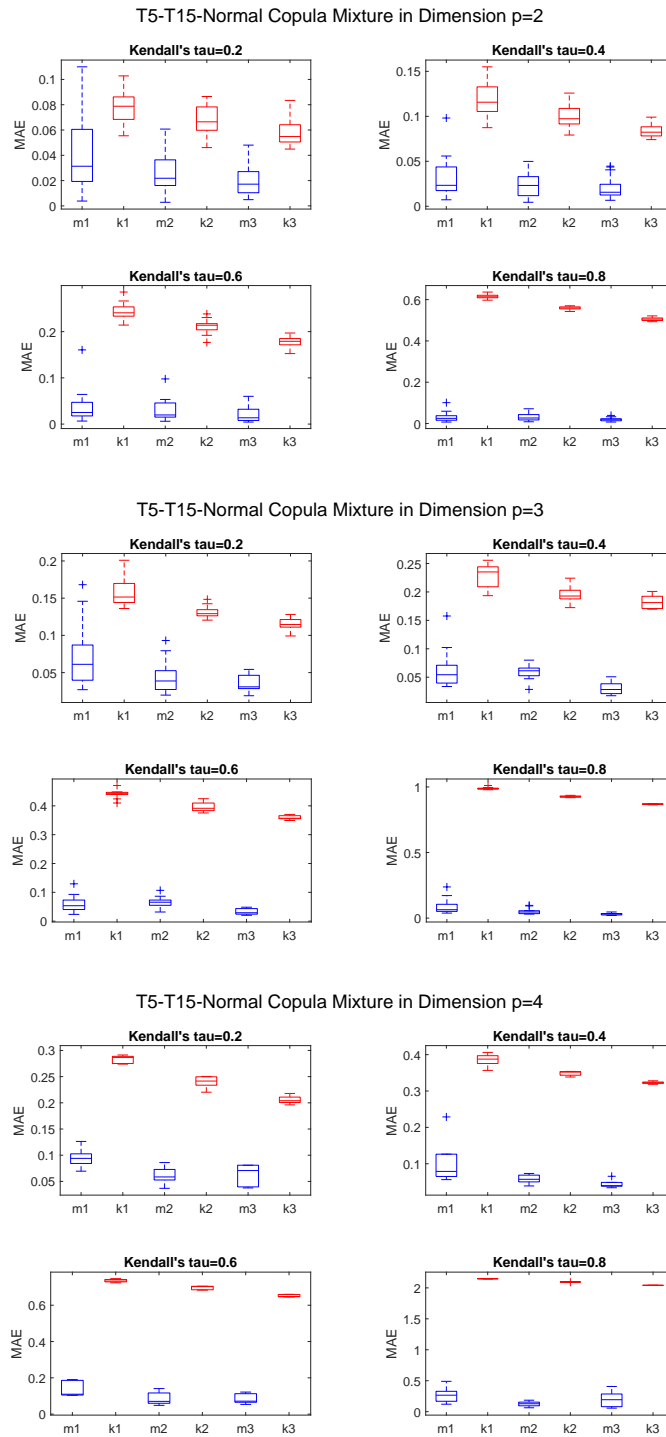 T5-T15-Normal Copula Mixture in Dimension p=2
Kendall's tau=0.2
0.1
0.08
0.06
0.04
0.02
0
MAE
m1 k1 m2 k2 m3 k3
Kendall's tau=0.4
0.15
0.1
0.05
0
MAE
m1 k1 m2 k2 m3 k3
Kendall's tau=0.6
0.2
0.1
0
MAE
m1 k1 m2 k2 m3 k3
Kendall's tau=0.8
0.6
0.4
0.2
0
MAE
m1 k1 m2 k2 m3 k3
T5-T15-Normal Copula Mixture in Dimension p=3
Kendall's tau=0.2
0.2
0.15
0.1
0.05
MAE
m1 k1 m2 k2 m3 k3
Kendall's tau=0.4
0.25
0.2
0.15
0.1
0.05
MAE
m1 k1 m2 k2 m3 k3
Kendall's tau=0.6
0.4
0.3
0.2
0.1
0
MAE
m1 k1 m2 k2 m3 k3
Kendall's tau=0.8
1
0.5
0
MAE
m1 k1 m2 k2 m3 k3
T5-T15-Normal Copula Mixture in Dimension p=4
Kendall's tau=0.2
0.3
0.25
0.2
0.15
0.1
0.05
MAE
m1 k1 m2 k2 m3 k3
Kendall's tau=0.4
0.4
0.3
0.2
0.1
MAE
m1 k1 m2 k2 m3 k3
Kendall's tau=0.6
0.6
0.4
0.2
0
MAE
m1 k1 m2 k2 m3 k3
Kendall's tau=0.8
2
1.5
1
0.5
0
MAE
m1 k1 m2 k2 m3 k3